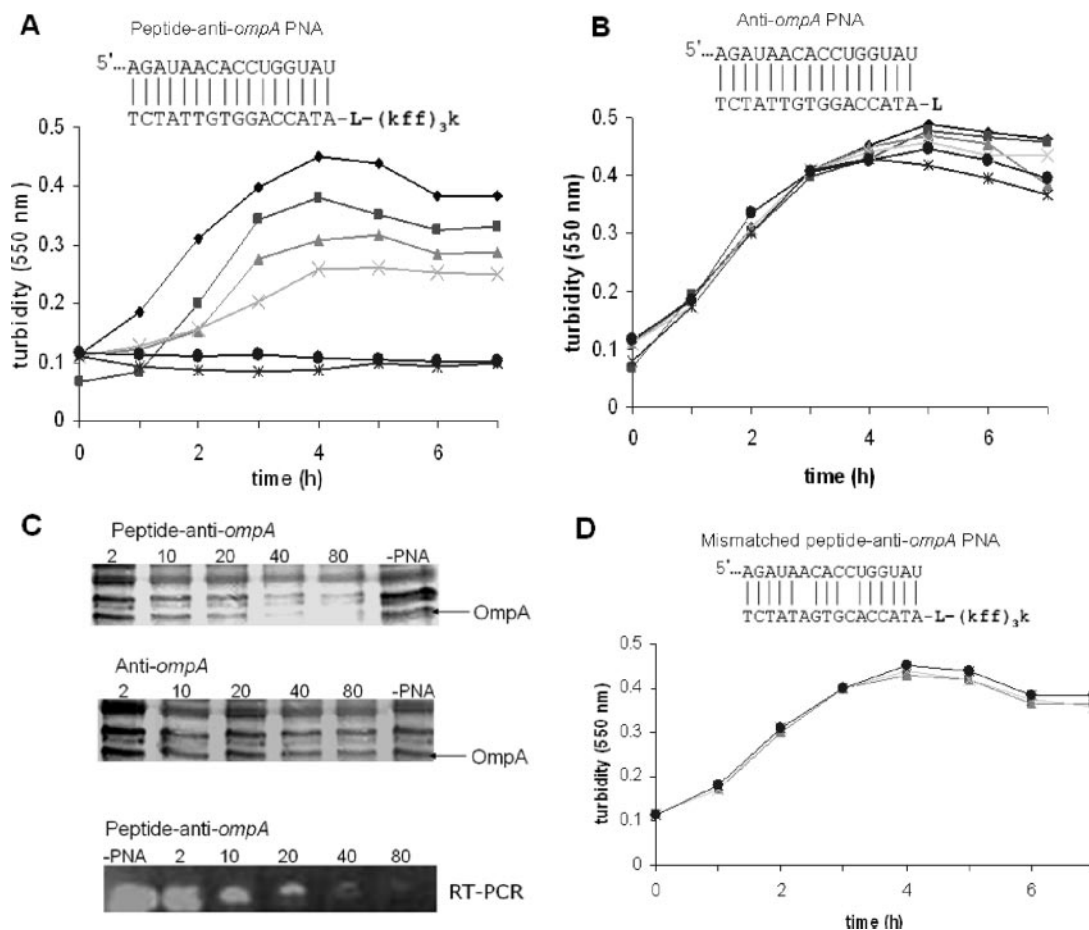 A
Peptide-anti-ompA PNA
5'...AGAUAACACCUGGUAU
TCTATTGTGGACCATA-L-(kff)3k
0.5
0.4
0.3
0.2
0.1
0
turbidity (550 nm)
0 2 4 6
time (h)
B
Anti-ompA PNA
5'...AGAUAACACCUGGUAU
TCTATTGTGGACCATA-L
0.5
0.4
0.3
0.2
0.1
0
turbidity (550 nm)
0 2 4 6
time (h)
C
Peptide-anti-ompA
2 10 20 40 80 -PNA
OmpA
Anti-ompA
2 10 20 40 80 -PNA
OmpA
Peptide-anti-ompA
-PNA 2 10 20 40 80
RT-PCR
D
Mismatched peptide-anti-ompA PNA
5'...AGAUAACACCUGGUAU
TCTATAGTGCACCATA-L-(kff)3k
0.5
0.4
0.3
0.2
0.1
0
turbidity (550 nm)
0 2 4 6
time (h)